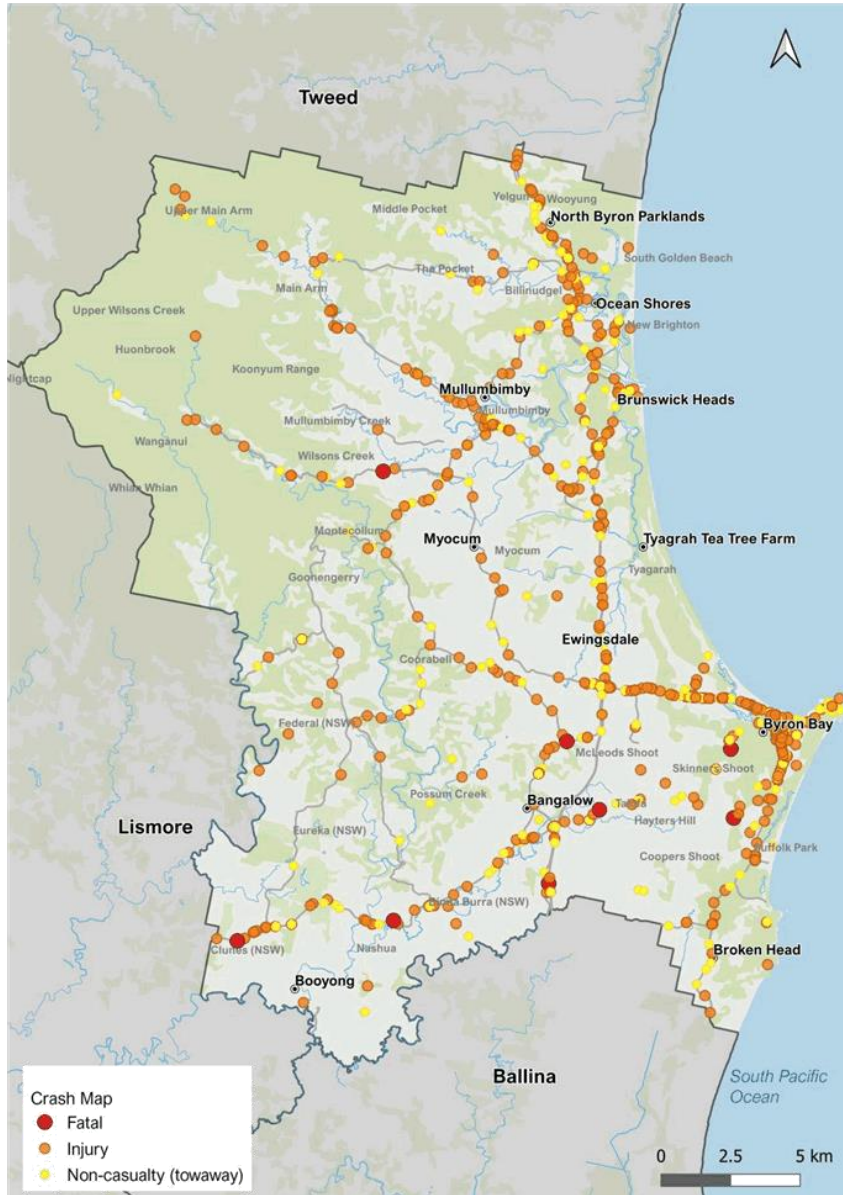 Tweed
Yelgun
Wooyung
Upper Main Arm
Middle Pocket
North Byron Parklands
South Golden Beach
The Pocket
Main Arm
Billinudgel
Ocean Shores
Upper Wilsons Creek
New Brighton
Huonbrook
Nightcap
Koonyum Range
Mullumbimby
Brunswick Heads
Mullumbimby
Mullumbimby Creek
Wanganui
Wilsons Creek
Whian Whian
Montecollum
Myocum
Tyagrah Tea Tree Farm
Myocum
Tyagarah
Goonengerry
Ewingsdale
Coorabell
Federal (NSW)
Byron Bay
McLeods Shoot
Skinners Shoot
Possum Creek
Bangalow
Lismore
Hayters Hill
Eureka (NSW)
Suffolk Park
Coopers Shoot
Binna Burra (NSW)
Clunes (NSW)
Nashua
Broken Head
Booyong
Ballina
South Pacific
Ocean
Crash Map
Fatal
Injury
Non-casualty (towaway)
0 2.5 5 km